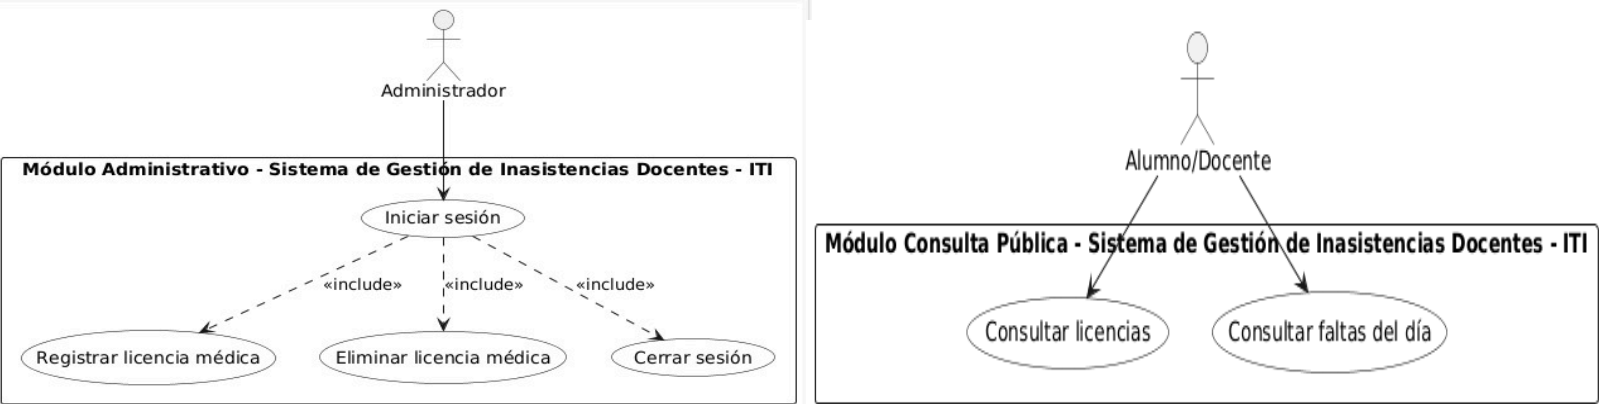 Administrador
Módulo Administrativo - Sistema de Gestión de Inasistencias Docentes - ITI
Iniciar sesión
«include»
«include»
«include»
Registrar licencia médica
Eliminar licencia médica
Cerrar sesión
Alumno/Docente
Módulo Consulta Pública - Sistema de Gestión de Inasistencias Docentes - ITI
Consultar licencias
Consultar faltas del día